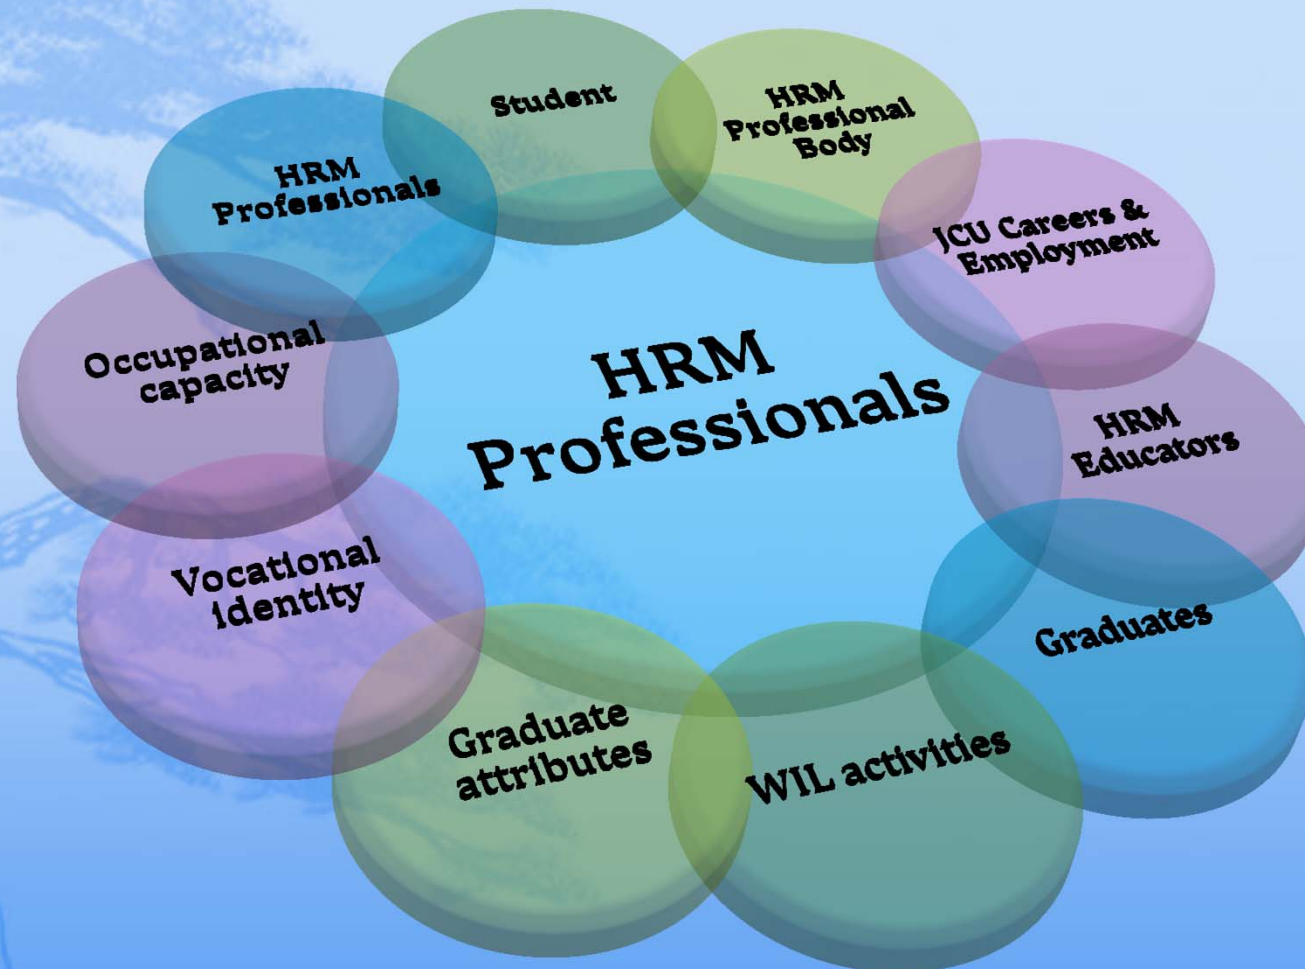 Student
HRM
Professional
Body
HRM
Professionals
JCU Careers &
Employment
Occupational
capacity
HRM
Professionals
HRM
Educators
Vocational
identity
Graduates
Graduate
attributes
WIL activities